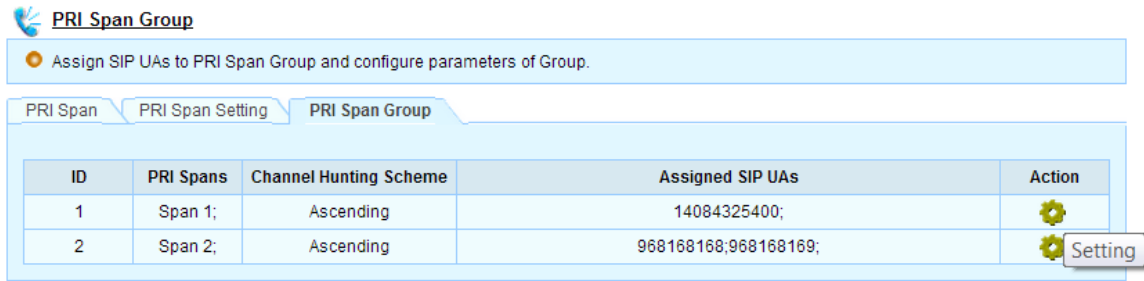 PRI Span Group
Assign SIP UAs to PRI Span Group and configure parameters of Group.
PRI Span PRI Span Setting PRI Span Group
ID PRI Spans Channel Hunting Scheme Assigned SIP UAs Action
1 Span 1; Ascending 14084325400;
2 Span 2; Ascending 968168168;968168169;
Setting